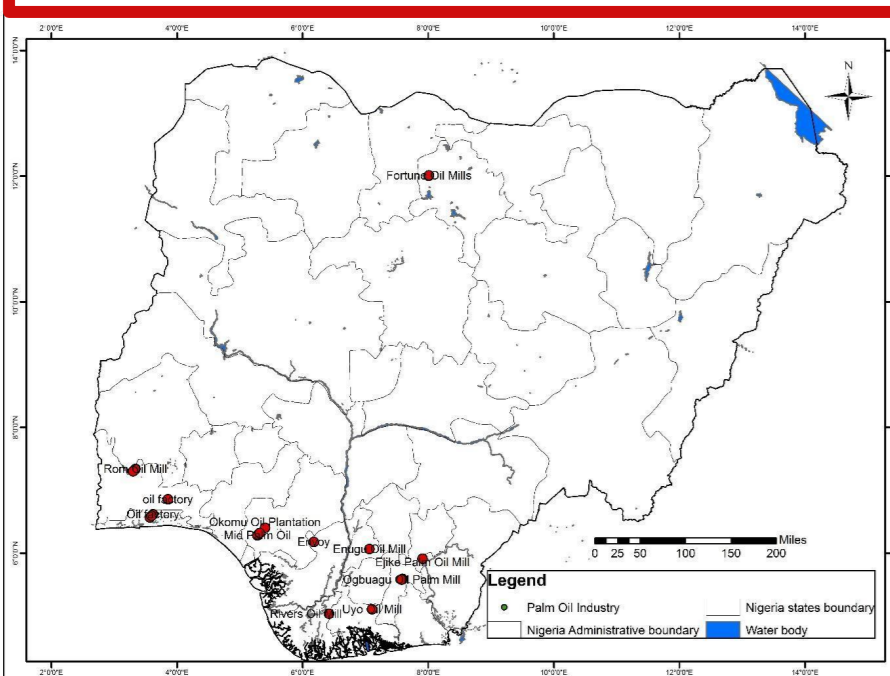 2°0'0"E 4°0'0"E 6°0'0"E 8°0'0"E 10°0'0"E 12°0'0"E 14°0'0"E
14°0'0"N
N
12°0'0"N
Fortune Oil Mills
10°0'0"N
8°0'0"N
Rom Oil Mill
oil factory
Oil factory
Okomu Oil Plantation
Mid Palm Oil
Enugu Oil Mill
6°0'0"N
Ejike Palm Oil Mill
Ogbuagu Oil Palm Mill
Uyo Oil Mill
Rivers Oil Mill
Miles
0 25 50 100 150 200
Legend
Palm Oil Industry
Nigeria states boundary
Nigeria Administrative boundary
Water body
2°0'0"E 4°0'0"E 6°0'0"E 8°0'0"E 10°0'0"E 12°0'0"E 14°0'0"E